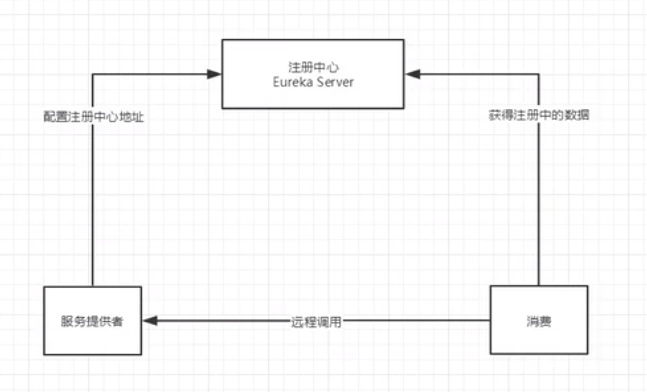 注册中心
Eureka Server
配置注册中心地址
获得注册中的数据
服务提供者
远程调用
消费